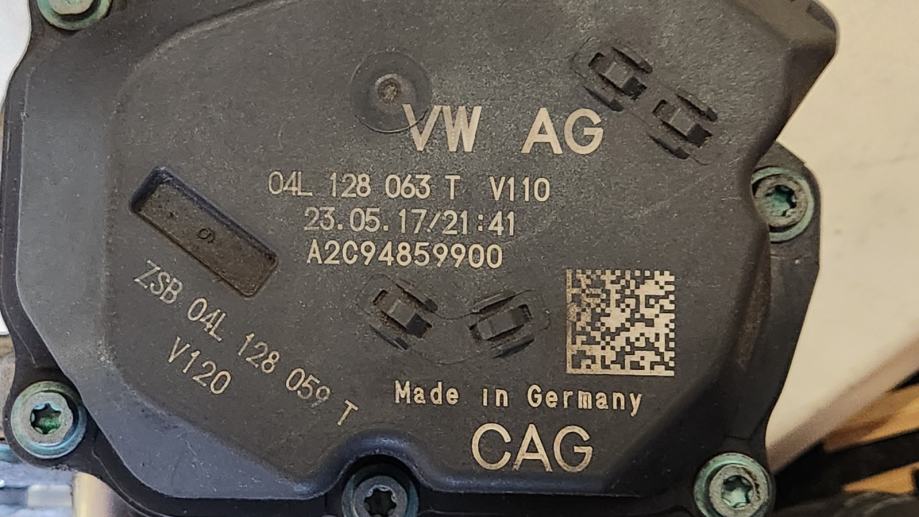 VW AG
04L 128 063 T V110
23.05.17/21:41
A2C94859900
ZSB 04L 128 059 T
V120
Made in Germany
CAG